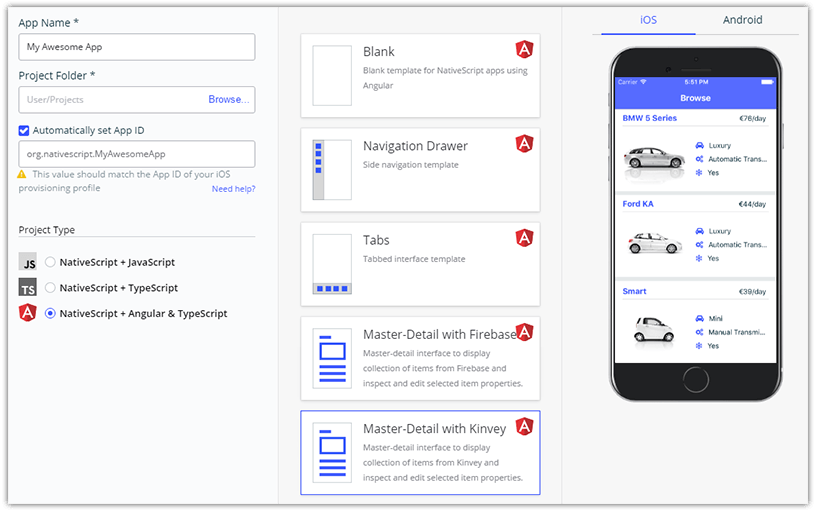 App Name *
My Awesome App
Project Folder *
User/Projects
Browse...
Automatically set App ID
org.nativescript.MyAwesomeApp
This value should match the App ID of your iOS
provisioning profile
Need help?
Project Type
JS
NativeScript + JavaScript
TS
NativeScript + TypeScript
A
NativeScript + Angular & TypeScript
Blank
A
Blank template for NativeScript apps using
Angular
Navigation Drawer
A
Side navigation template
Tabs
A
Tabbed interface template
Master-Detail with Firebase
A
Master-detail interface to display
collection of items from Firebase and
inspect and edit selected item properties.
Master-Detail with Kinvey
A
Master-detail interface to display
collection of items from Kinvey and
inspect and edit selected item properties.
iOS
Android
Carrier
5:51 PM
Browse
BMW 5 Series
€76/day
Luxury
Automatic Trans...
Yes
Ford KA
€44/day
Luxury
Automatic Trans...
Yes
Smart
€39/day
Mini
Manual Transmi...
Yes